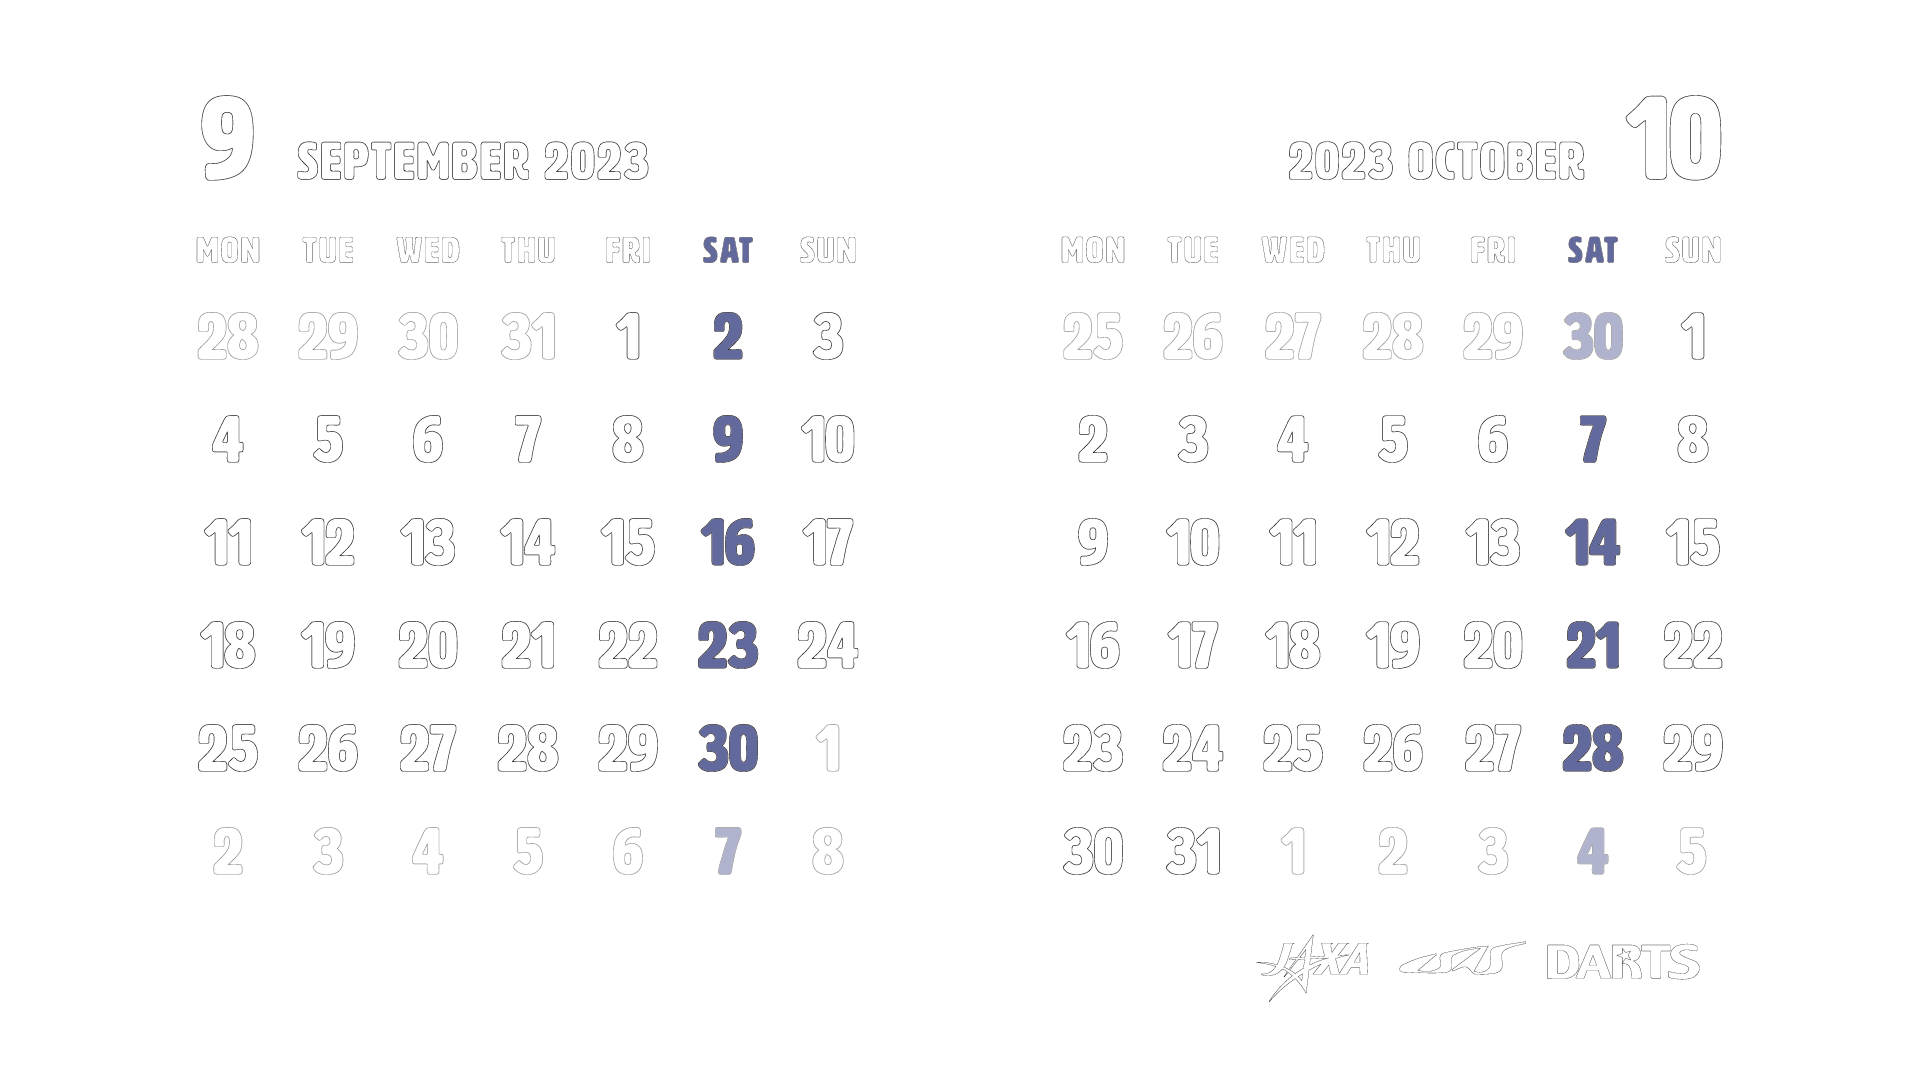 9 SEPTEMBER 2023
MON TUE WED THU FRI SAT SUN
28 29 30 31 1 2 3
4 5 6 7 8 9 10
11 12 13 14 15 16 17
18 19 20 21 22 23 24
25 26 27 28 29 30 1
2 3 4 5 6 7 8
2023 OCTOBER 10
MON TUE WED THU FRI SAT SUN
25 26 27 28 29 30 1
2 3 4 5 6 7 8
9 10 11 12 13 14 15
16 17 18 19 20 21 22
23 24 25 26 27 28 29
30 31 1 2 3 4 5
JAXA ISAS DARTS